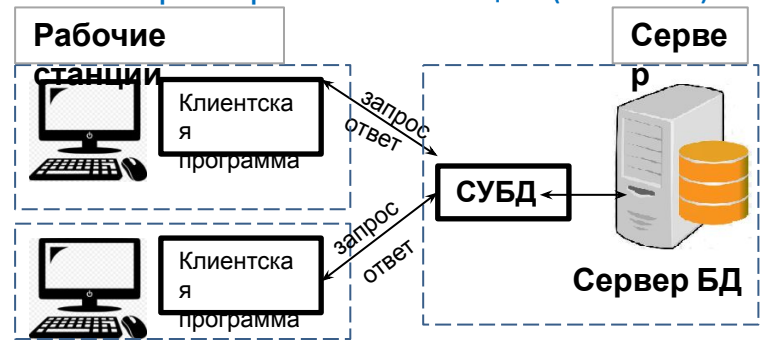 Рабочие
станции
Серве
р
Клиентска
я
программа
запрос
ответ
СУБД
Сервер БД
Клиентска
я
программа
запрос
ответ